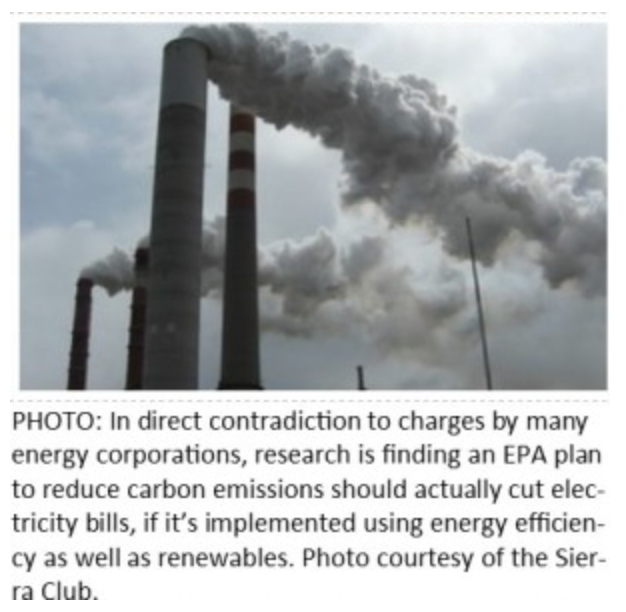 PHOTO: In direct contradiction to charges by many
energy corporations, research is finding an EPA plan
to reduce carbon emissions should actually cut elec-
tricity bills, if it's implemented using energy efficien-
cy as well as renewables. Photo courtesy of the Sier-
ra Club.